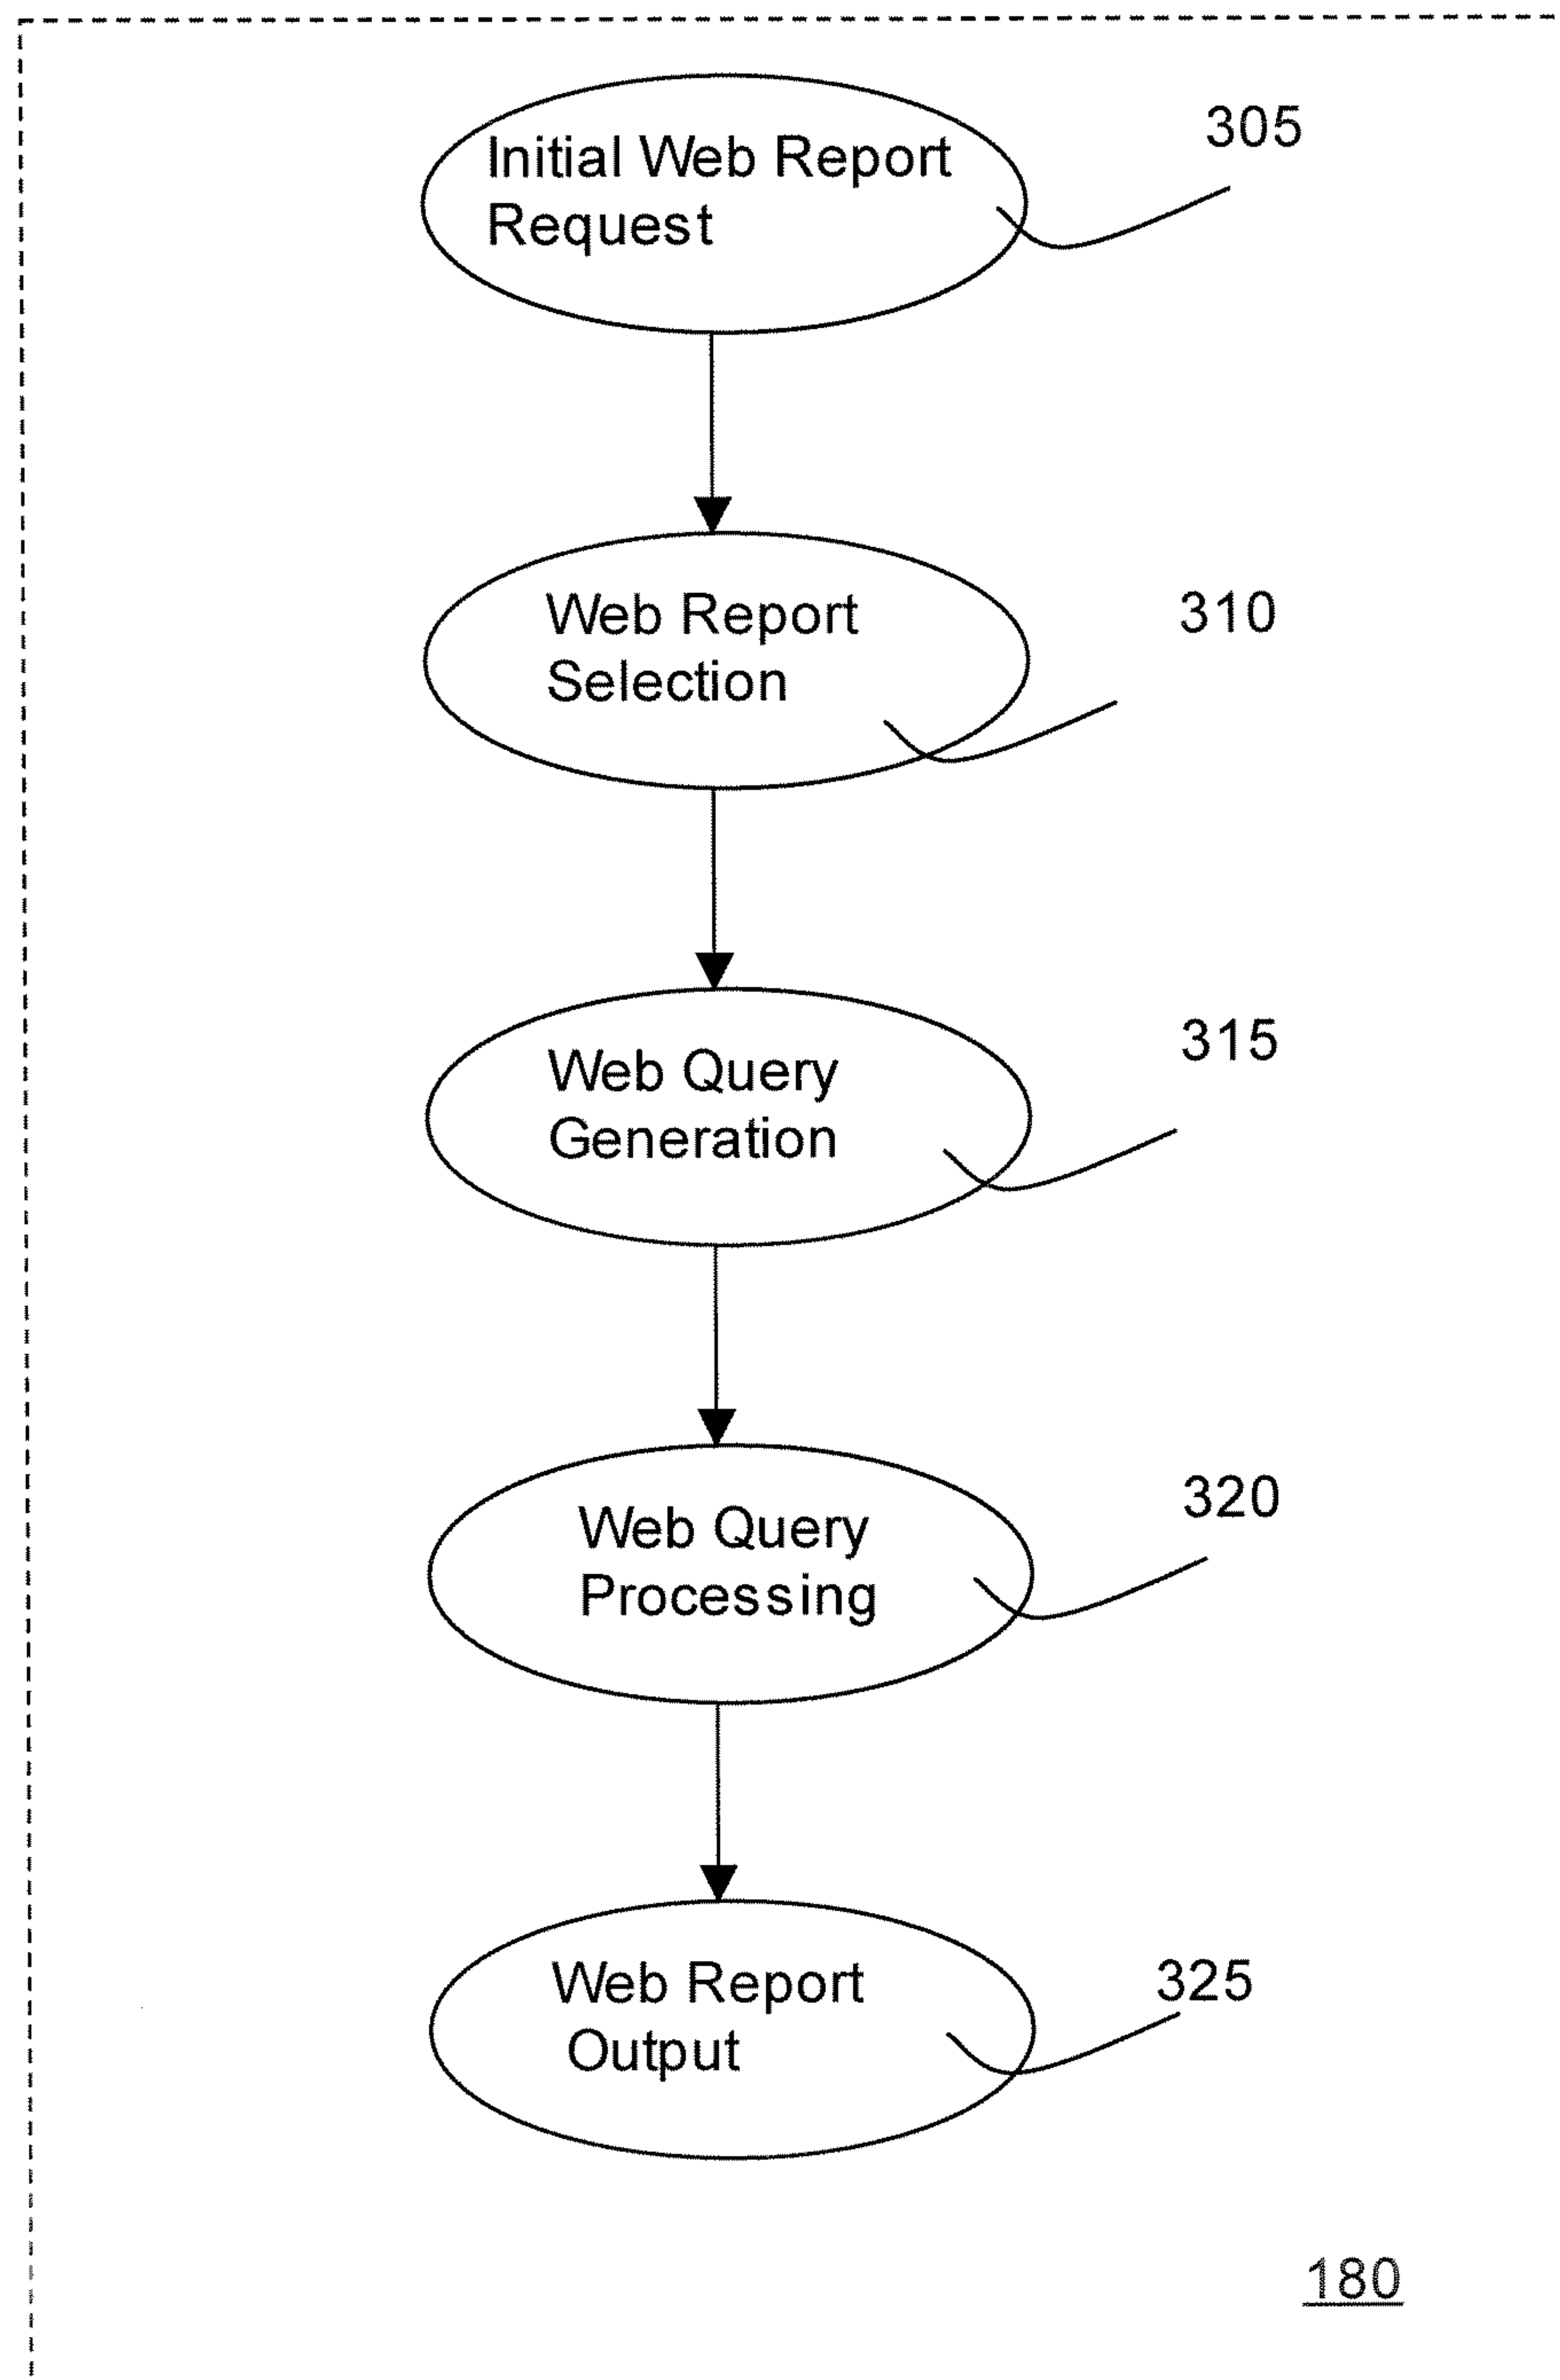 305
Initial Web Report
Request
310
Web Report
Selection
315
Web Query
Generation
320
Web Query
Processing
325
Web Report
Output
180